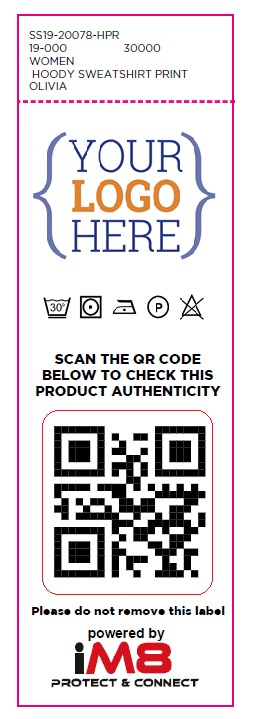 SS19-20078-HPR
19-000 30000
WOMEN
HOODY SWEATSHIRT PRINT
OLIVIA
YOUR
LOGO
HERE
30°
P
SCAN THE QR CODE
BELOW TO CHECK THIS
PRODUCT AUTHENTICITY
Please do not remove this label
powered by
iM8
PROTECT & CONNECT